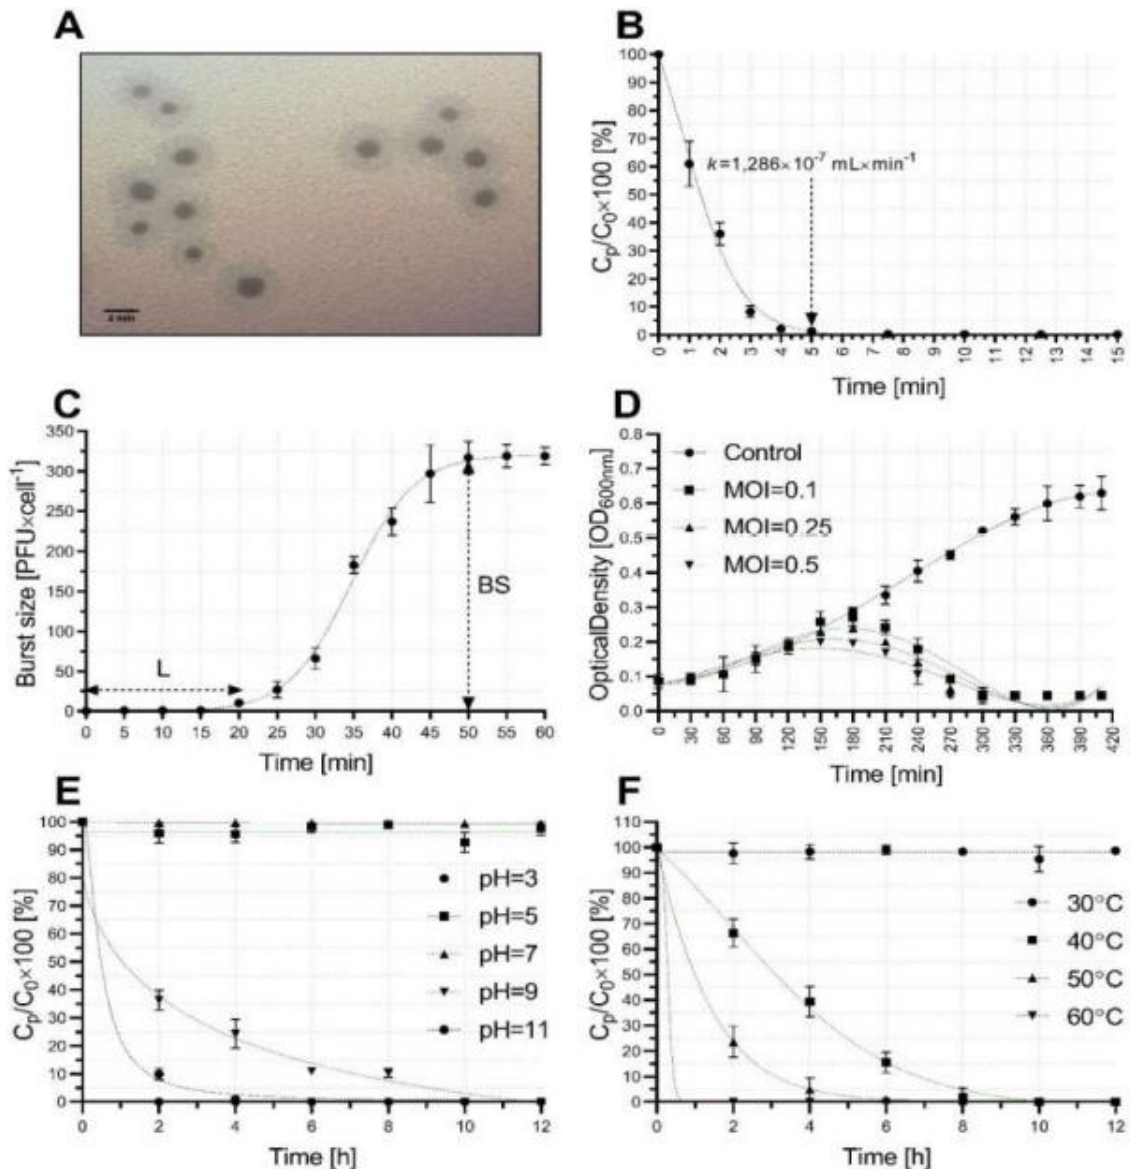 A
2 mm
B
100
90
80
70
60
50
40
30
20
10
0
Cp/C0×100 [%]
k=1,286×10-7 mL×min-1
0 1 2 3 4 5 6 7 8 9 10 11 12 13 14 15
Time [min]
C
350
300
250
200
150
100
50
0
Burst size [PFU×cell-1]
L
BS
0 5 10 15 20 25 30 35 40 45 50 55 60
Time [min]
D
0.8
0.7
0.6
0.5
0.4
0.3
0.2
0.1
0.0
OpticalDensity [OD600nm]
Control
MOI=0.1
MOI=0.25
MOI=0.5
0 30 60 90 120 150 180 210 240 270 300 330 360 390 420
Time [min]
E
100
90
80
70
60
50
40
30
20
10
0
Cp/C0×100 [%]
pH=3
pH=5
pH=7
pH=9
pH=11
0 2 4 6 8 10 12
Time [h]
F
110
100
90
80
70
60
50
40
30
20
10
0
Cp/C0×100 [%]
30°C
40°C
50°C
60°C
0 2 4 6 8 10 12
Time [h]